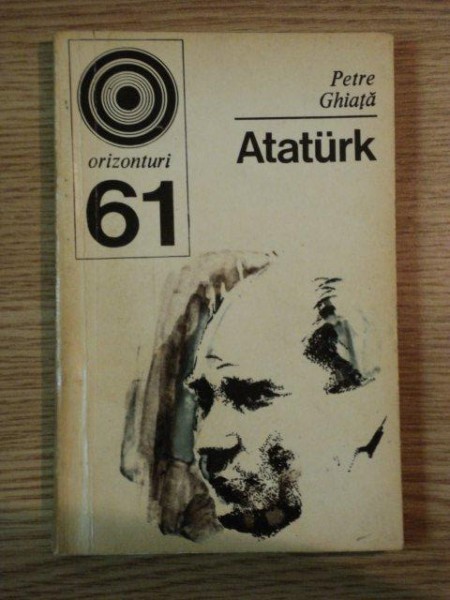 orizonturi
61
Petre
Ghiață
Atatürk